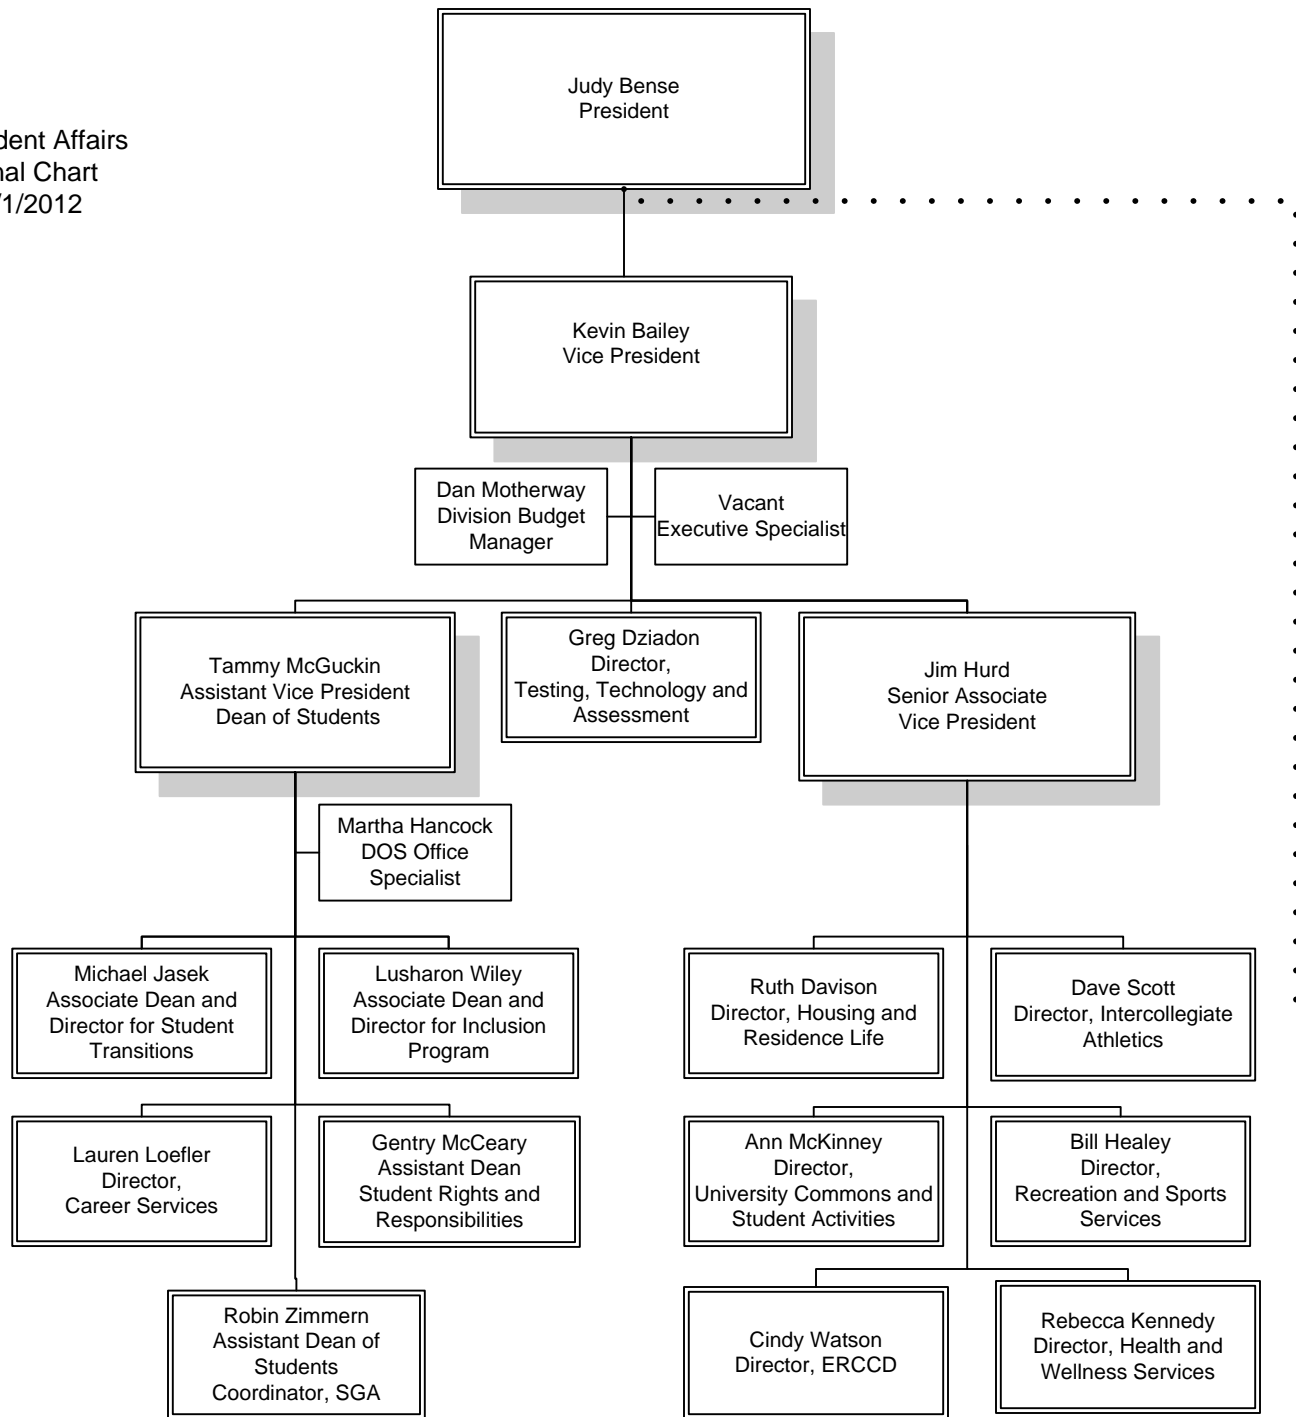 Judy Bense
President
dent Affairs
nal Chart
/1/2012
Kevin Bailey
Vice President
Dan Motherway
Division Budget
Manager
Vacant
Executive Specialist
Tammy McGuckin
Assistant Vice President
Dean of Students
Greg Dziadon
Director,
Testing, Technology and
Assessment
Jim Hurd
Senior Associate
Vice President
Martha Hancock
DOS Office
Specialist
Michael Jasek
Associate Dean and
Director for Student
Transitions
Lusharon Wiley
Associate Dean and
Director for Inclusion
Program
Ruth Davison
Director, Housing and
Residence Life
Dave Scott
Director, Intercollegiate
Athletics
Lauren Loefler
Director,
Career Services
Gentry McCeary
Assistant Dean
Student Rights and
Responsibilities
Ann McKinney
Director,
University Commons and
Student Activities
Bill Healey
Director,
Recreation and Sports
Services
Robin Zimmern
Assistant Dean of
Students
Coordinator, SGA
Cindy Watson
Director, ERCCD
Rebecca Kennedy
Director, Health and
Wellness Services